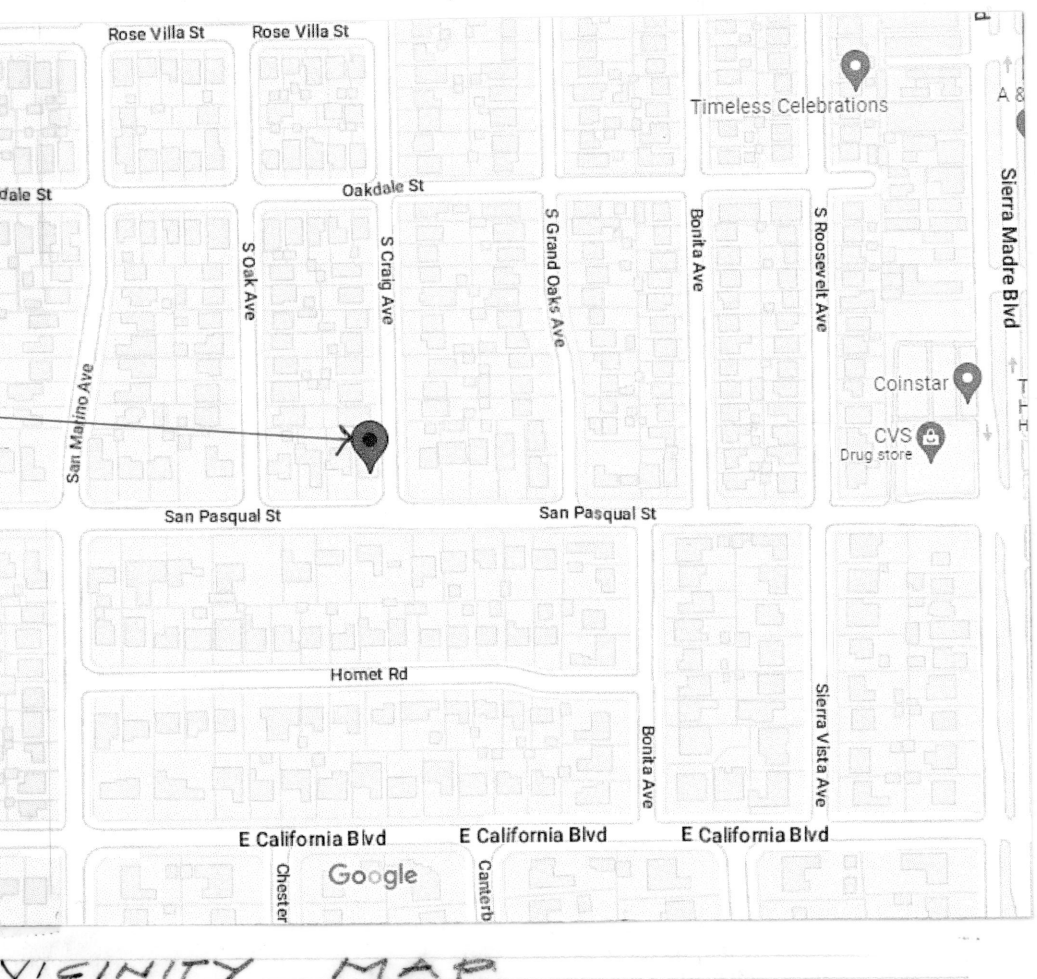 Rose Villa St Rose Villa St
Timeless Celebrations
A &
Oakdale St
dale St
Sierra Madre Blvd
S Oak Ave
S Craig Ave
S Grand Oaks Ave
Bonita Ave
S Roosevelt Ave
San Marino Ave
Coinstar
CVS
Drug store
San Pasqual St San Pasqual St
Homet Rd
Bonita Ave
Sierra Vista Ave
E California Blvd E California Blvd E California Blvd
Chester
Google
Canterb
VICINITY MAP